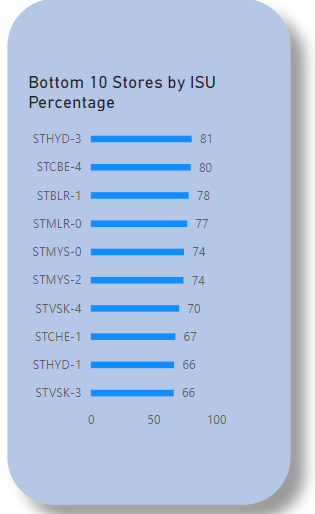 Bottom 10 Stores by ISU
Percentage
STHYD-3 81
STCBE-4 80
STBLR-1 78
STMLR-0 77
STMYS-0 74
STMYS-2 74
STVSK-4 70
STCHE-1 67
STHYD-1 66
STVSK-3 66
0 50 100